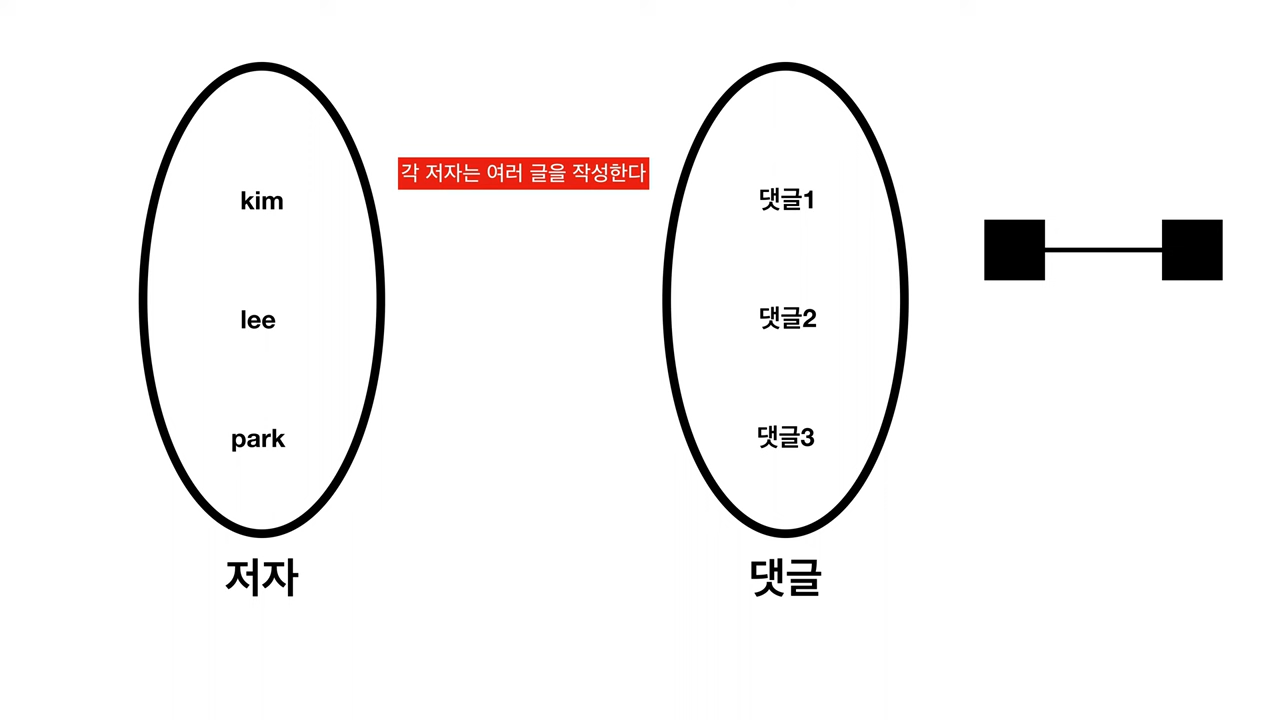 각 저자는 여러 글을 작성한다
kim
lee
park
저자
댓글1
댓글2
댓글3
댓글